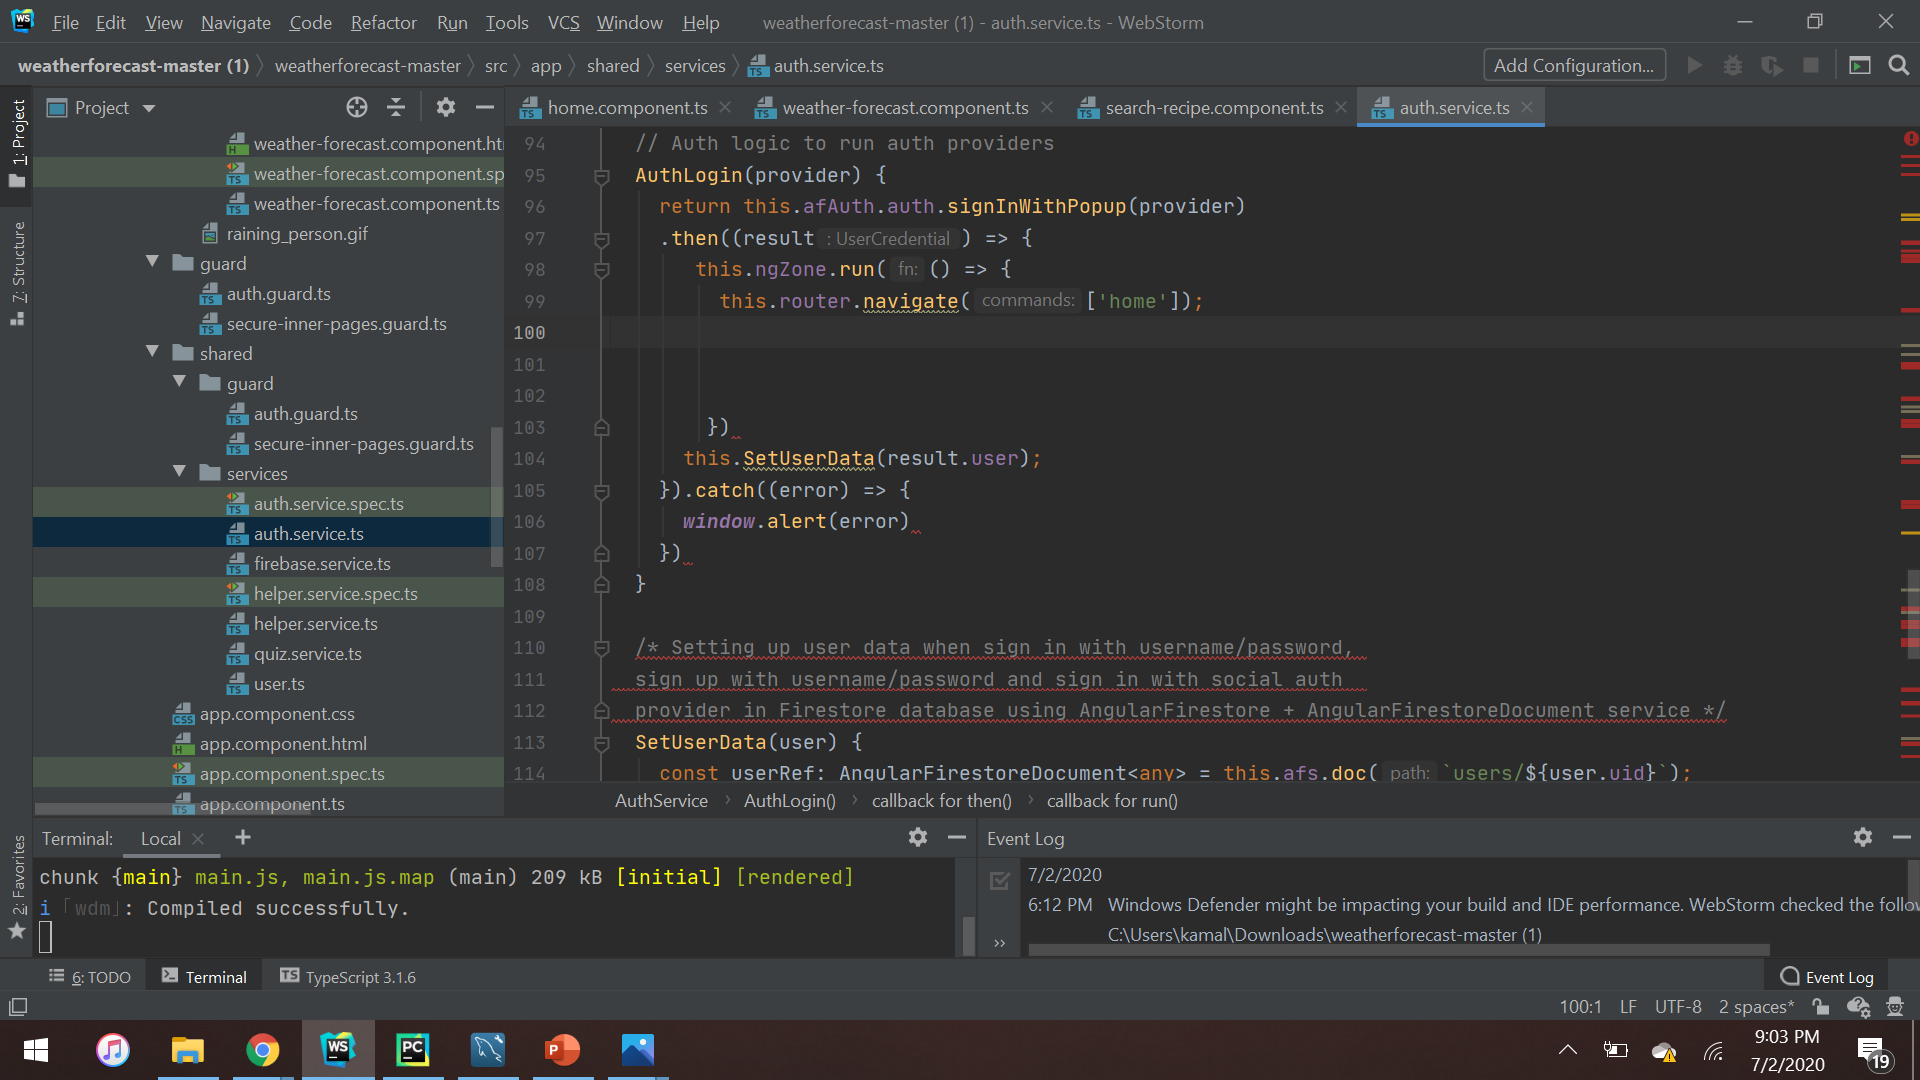 File Edit View Navigate Code Refactor Run Tools VCS Window Help weatherforecast-master (1) - auth.service.ts - WebStorm
weatherforecast-master (1) weatherforecast-master src app shared services auth.service.ts Add Configuration...
Project home.component.ts weather-forecast.component.ts search-recipe.component.ts auth.service.ts
1: Project
7: Structure
2: Favorites
weather-forecast.component.htm
weather-forecast.component.sp
weather-forecast.component.ts
raining_person.gif
guard
auth.guard.ts
secure-inner-pages.guard.ts
shared
guard
auth.guard.ts
secure-inner-pages.guard.ts
services
auth.service.spec.ts
auth.service.ts
firebase.service.ts
helper.service.spec.ts
helper.service.ts
quiz.service.ts
user.ts
app.component.css
app.component.html
app.component.spec.ts
app.component.ts
94 // Auth logic to run auth providers
95 AuthLogin(provider) {
96 return this.afAuth.auth.signInWithPopup(provider)
97 .then((result : UserCredential ) => {
98 this.ngZone.run( fn: () => {
99 this.router.navigate( commands: ['home']);
100
101
102
103 })
104 this.SetUserData(result.user);
105 }).catch((error) => {
106 window.alert(error)
107 })
108 }
109
110 /* Setting up user data when sign in with username/password,
111 sign up with username/password and sign in with social auth
112 provider in Firestore database using AngularFirestore + AngularFirestoreDocument service */
113 SetUserData(user) {
114 const userRef: AngularFirestoreDocument<any> = this.afs.doc( path: `users/${user.uid}`);
AuthService AuthLogin() callback for then() callback for run()
Terminal: Local
chunk {main} main.js, main.js.map (main) 209 kB [initial] [rendered]
i 「wdm」: Compiled successfully.
Event Log
7/2/2020
6:12 PM Windows Defender might be impacting your build and IDE performance. WebStorm checked the follow
C:\Users\kamal\Downloads\weatherforecast-master (1)
6: TODO Terminal TypeScript 3.1.6 Event Log
100:1 LF UTF-8 2 spaces*
9:03 PM
7/2/2020
19